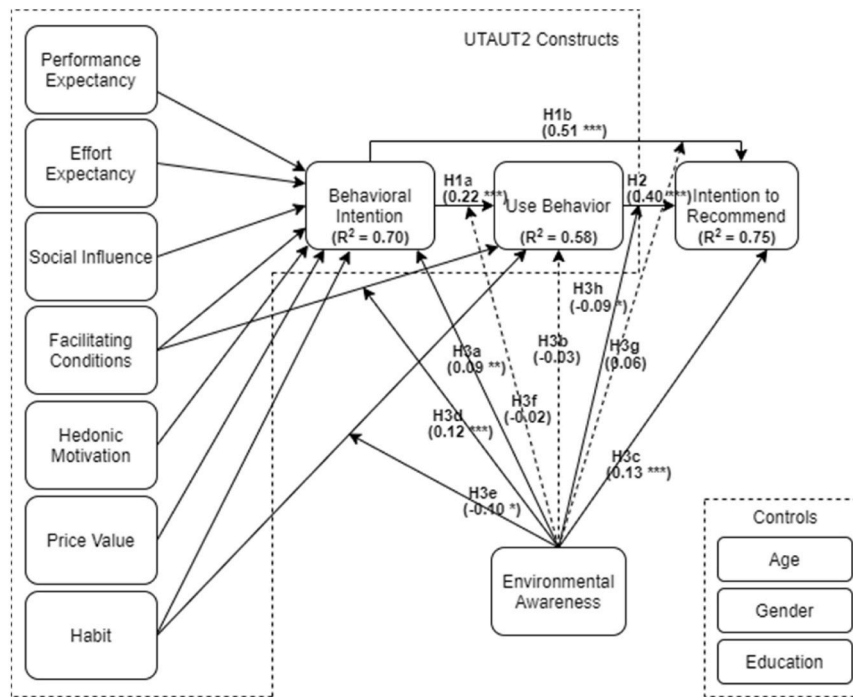 UTAUT2 Constructs
Performance
Expectancy
Effort
Expectancy
Social Influence
Facilitating
Conditions
Hedonic
Motivation
Price Value
Habit
H1b
(0.51 ***)
Behavioral
Intention
(R² = 0.70)
H1a
(0.22 ***)
Use Behavior
(R² = 0.58)
H2
(0.40 ***)
Intention to
Recommend
(R² = 0.75)
H3h
(-0.09 *)
H3a
(0.09 **)
H3b
(-0.03)
H3g
(0.06)
H3f
(-0.02)
H3d
(0.12 ***)
H3c
(0.13 ***)
H3e
(-0.10 *)
Environmental
Awareness
Controls
Age
Gender
Education